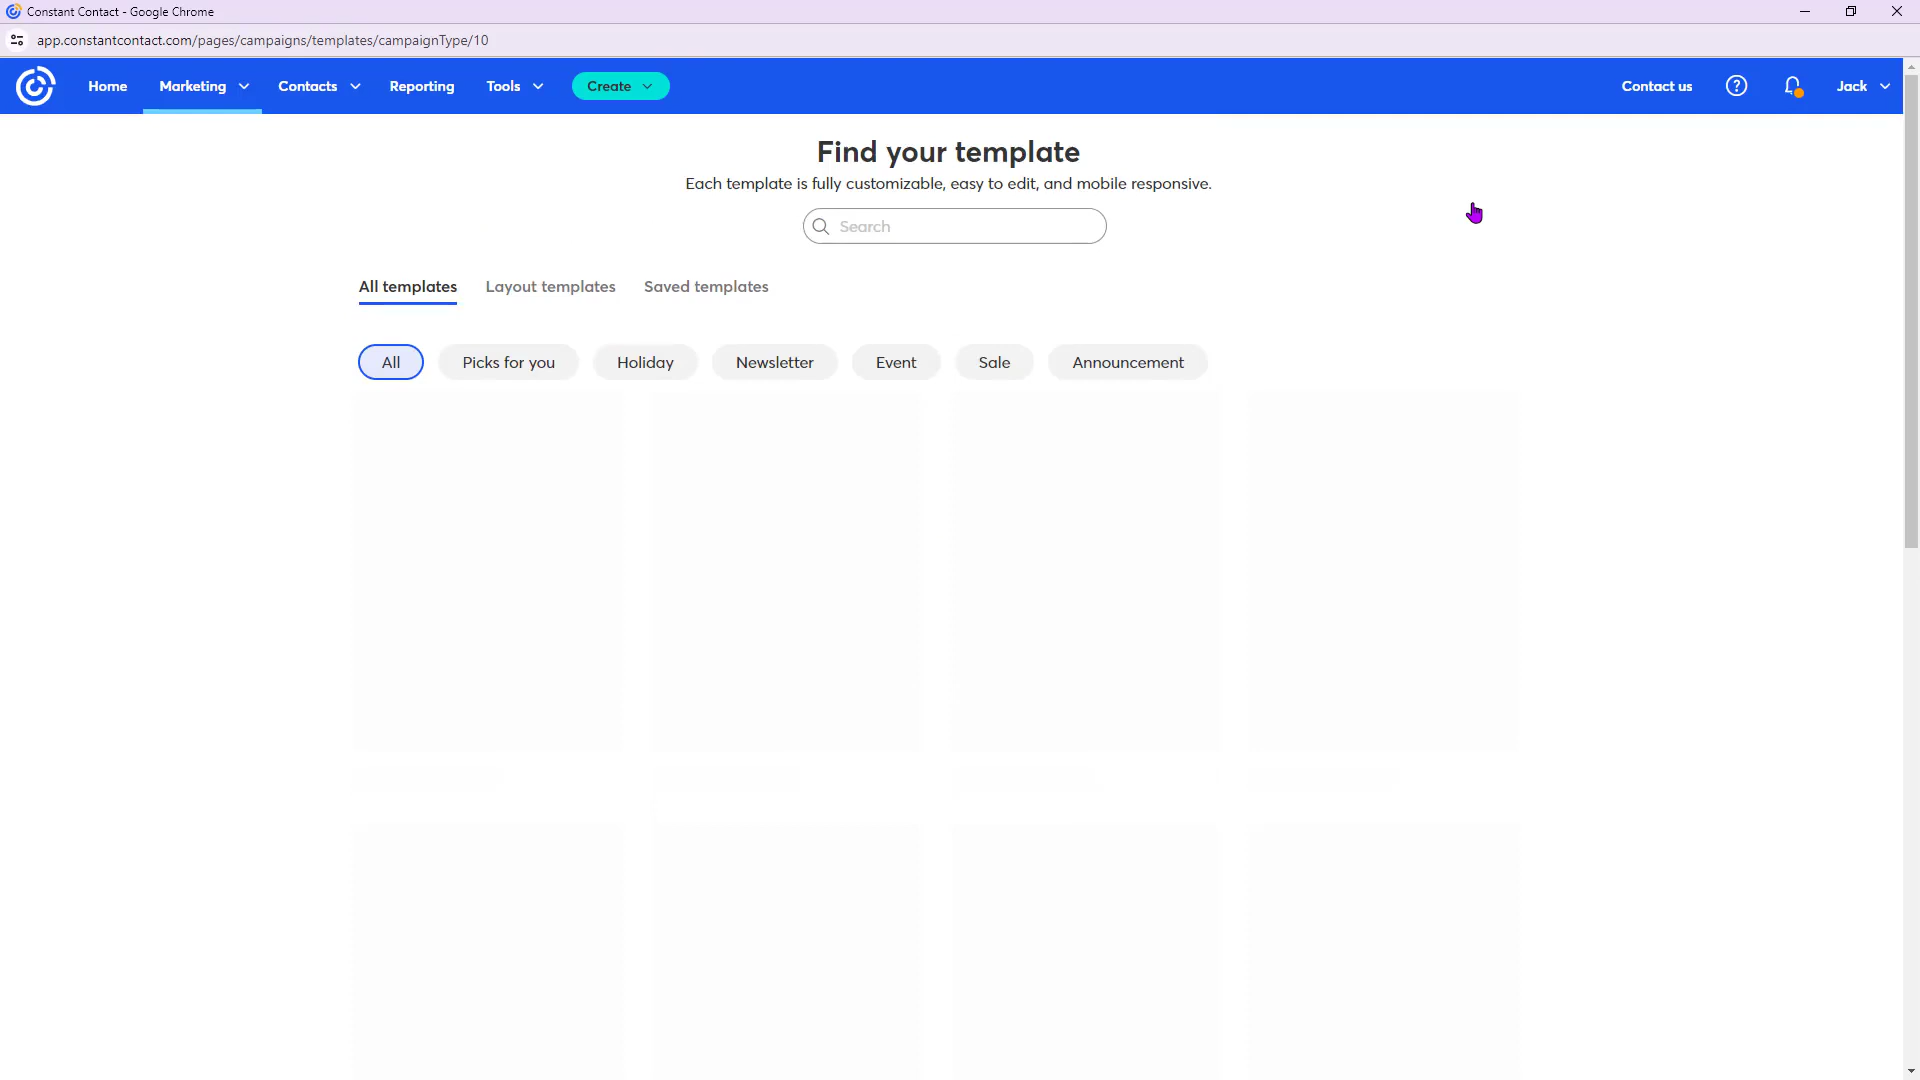 Constant Contact - Google Chrome
app.constantcontact.com/pages/campaigns/templates/campaignType/10
Home Marketing Contacts Reporting Tools Create Contact us ? Jack
Find your template
Each template is fully customizable, easy to edit, and mobile responsive.
Search
All templates Layout templates Saved templates
All Picks for you Holiday Newsletter Event Sale Announcement